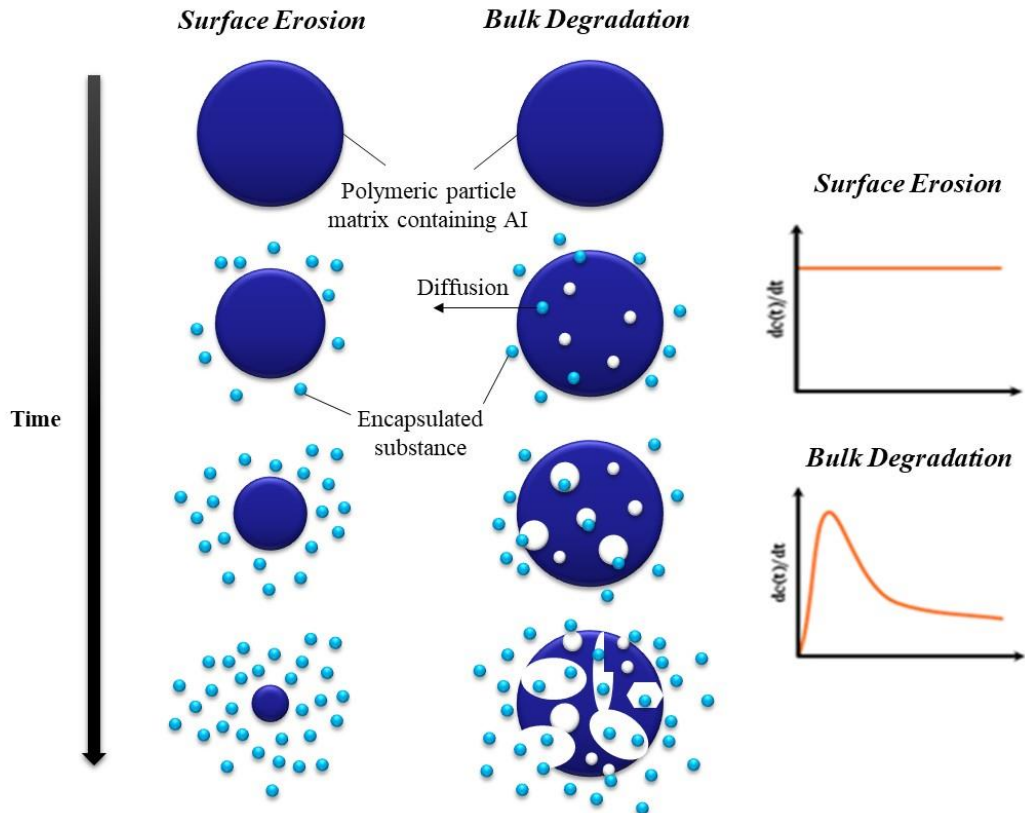 Surface Erosion
Bulk Degradation
Polymeric particle
matrix containing AI
Diffusion
Encapsulated
substance
Time
Surface Erosion
dc(t)/dt
Bulk Degradation
dc(t)/dt